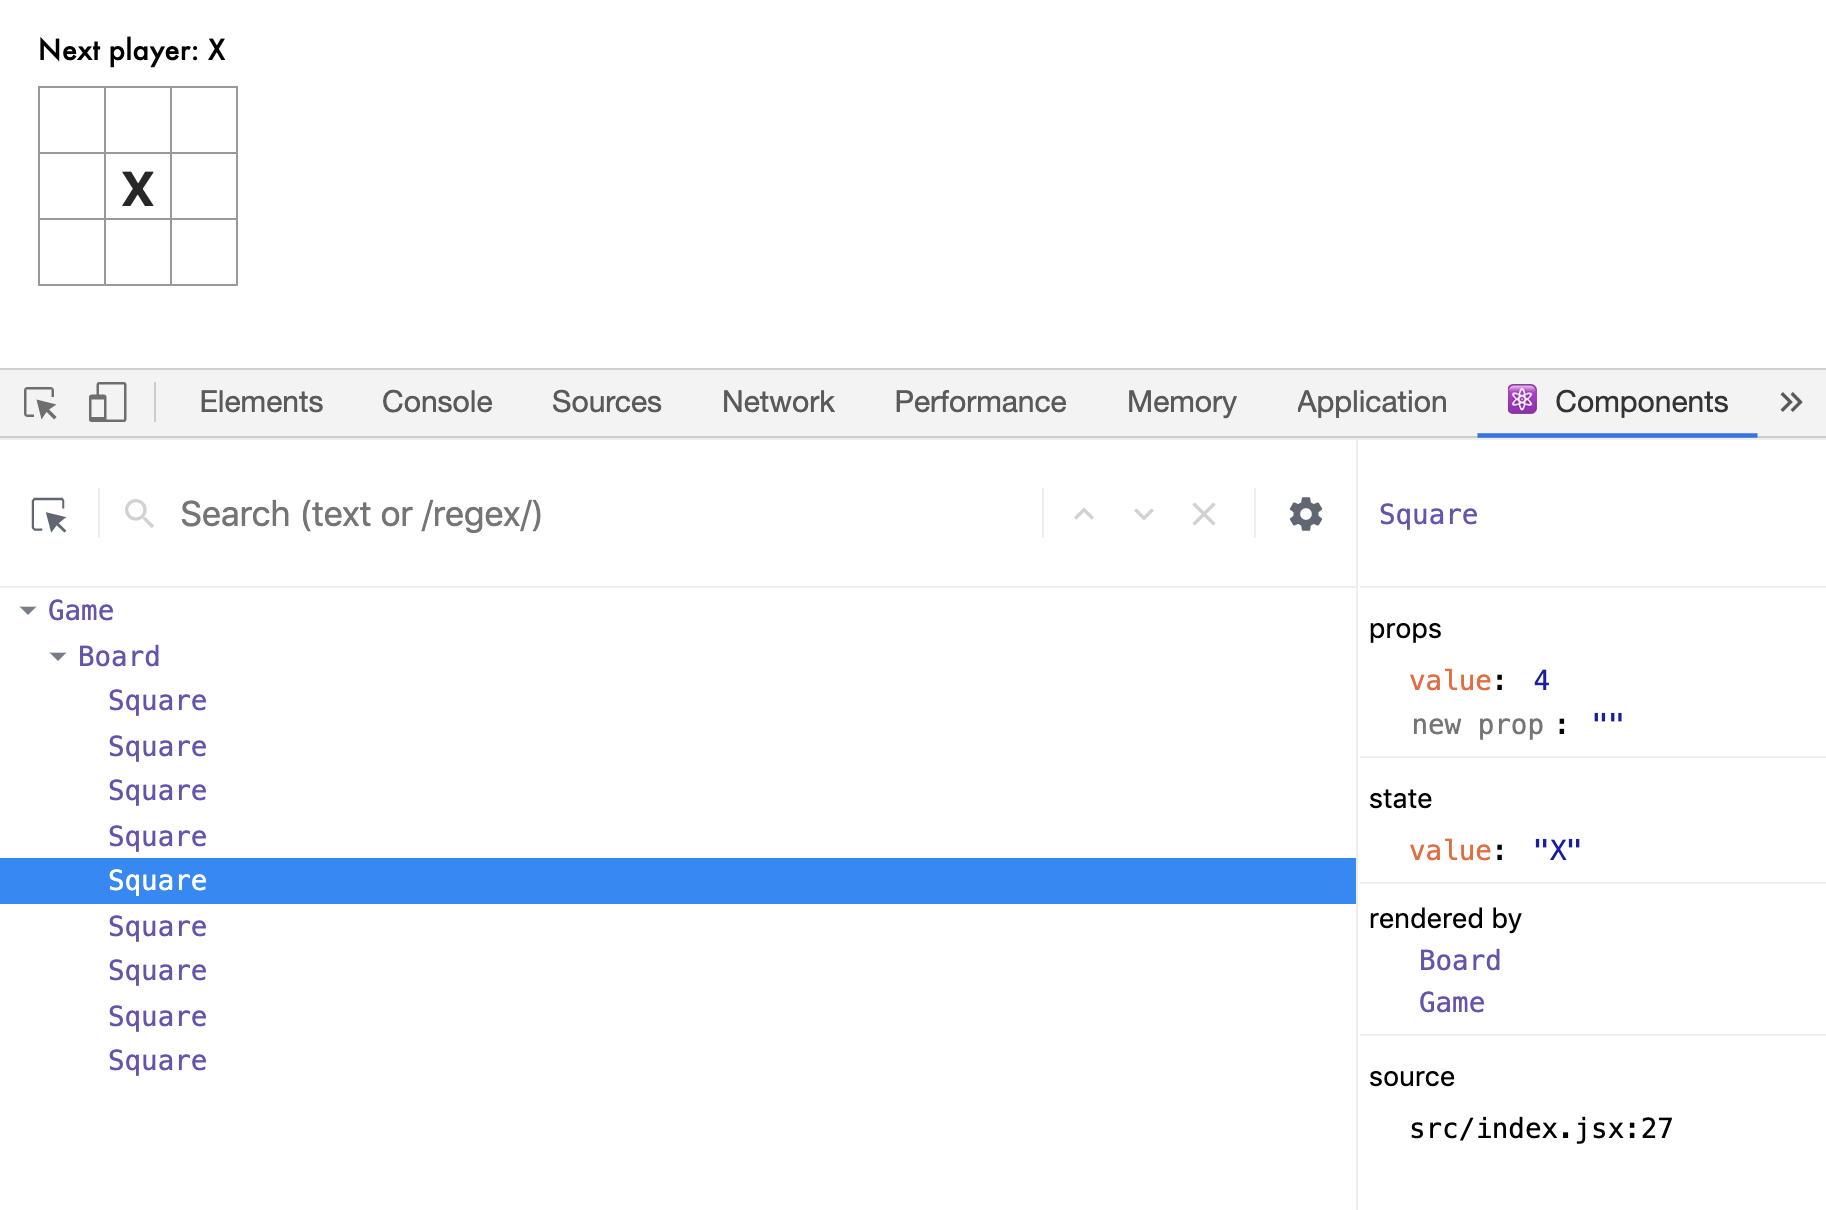 Next player: X
X
Elements Console Sources Network Performance Memory Application Components
Search (text or /regex/)
Game
Board
Square
Square
Square
Square
Square
Square
Square
Square
Square
Square
props
value: 4
new prop : ""
state
value: "X"
rendered by
Board
Game
source
src/index.jsx:27